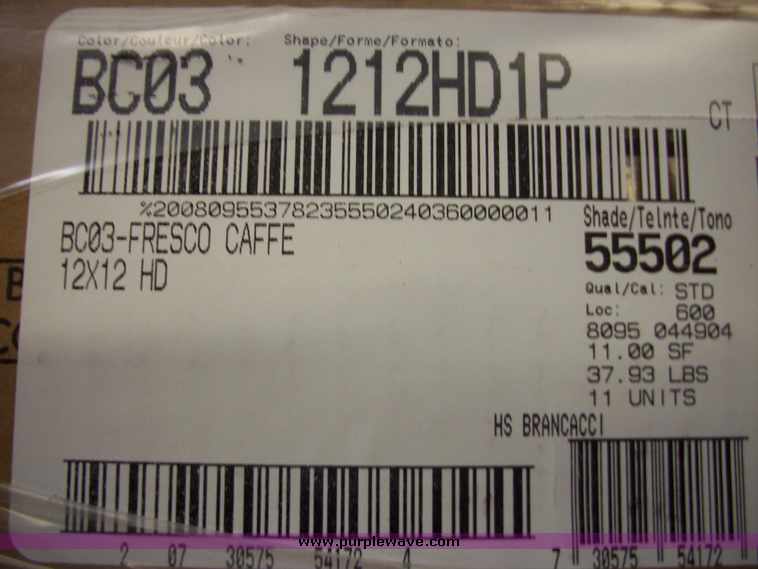 Color/Couleur/Color: Shape/Forme/Formato:
BC03 1212HD1P
CT
%2008095537823555024036000001​1
BC03-FRESCO CAFFE
12X12 HD
Shade/Telnte/Tono
55502
Qual/Cal: STD
Loc: 600
8095 044904
11.00 SF
37.93 LBS
11 UNITS
HS BRANCACCI
www.purplewave.com
2 07 30575 54172 4
7 30575 54172